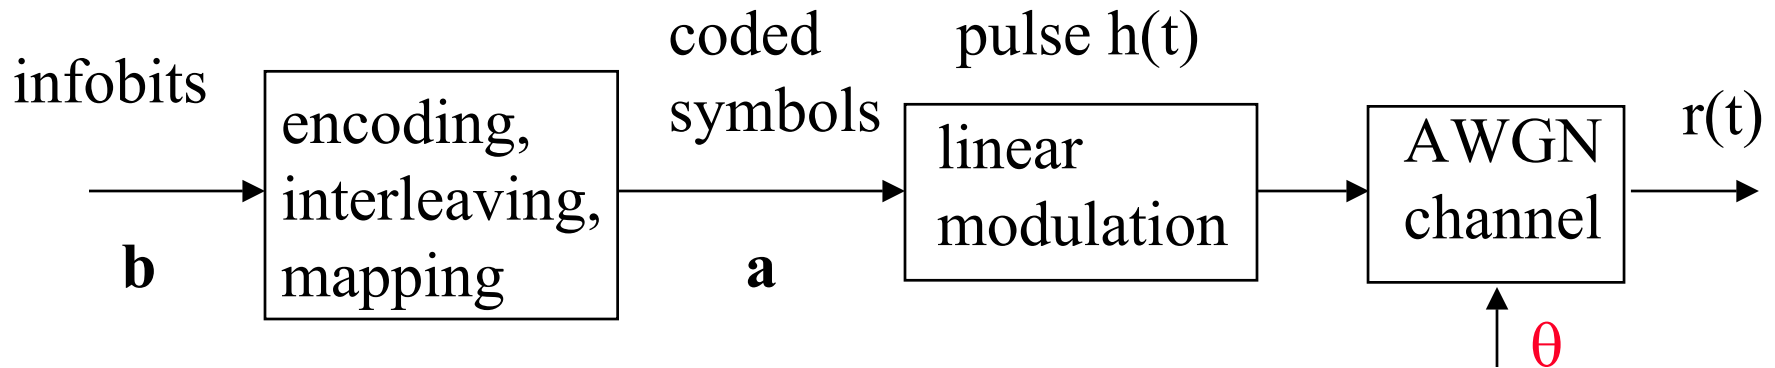 infobits
b
encoding,
interleaving,
mapping
coded
symbols
a
pulse h(t)
linear
modulation
AWGN
channel
θ
r(t)